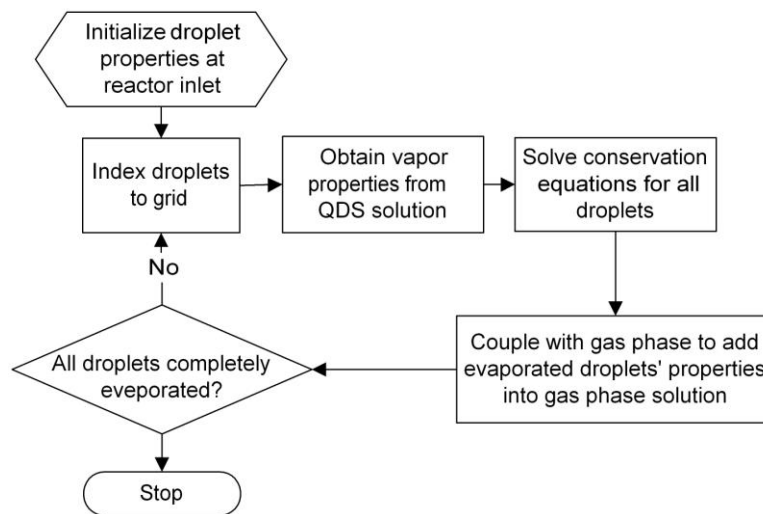 Initialize droplet
properties at
reactor inlet
Index droplets
to grid
Obtain vapor
properties from
QDS solution
Solve conservation
equations for all
droplets
Couple with gas phase to add
evaporated droplets' properties
into gas phase solution
All droplets completely
eveporated?
No
Stop